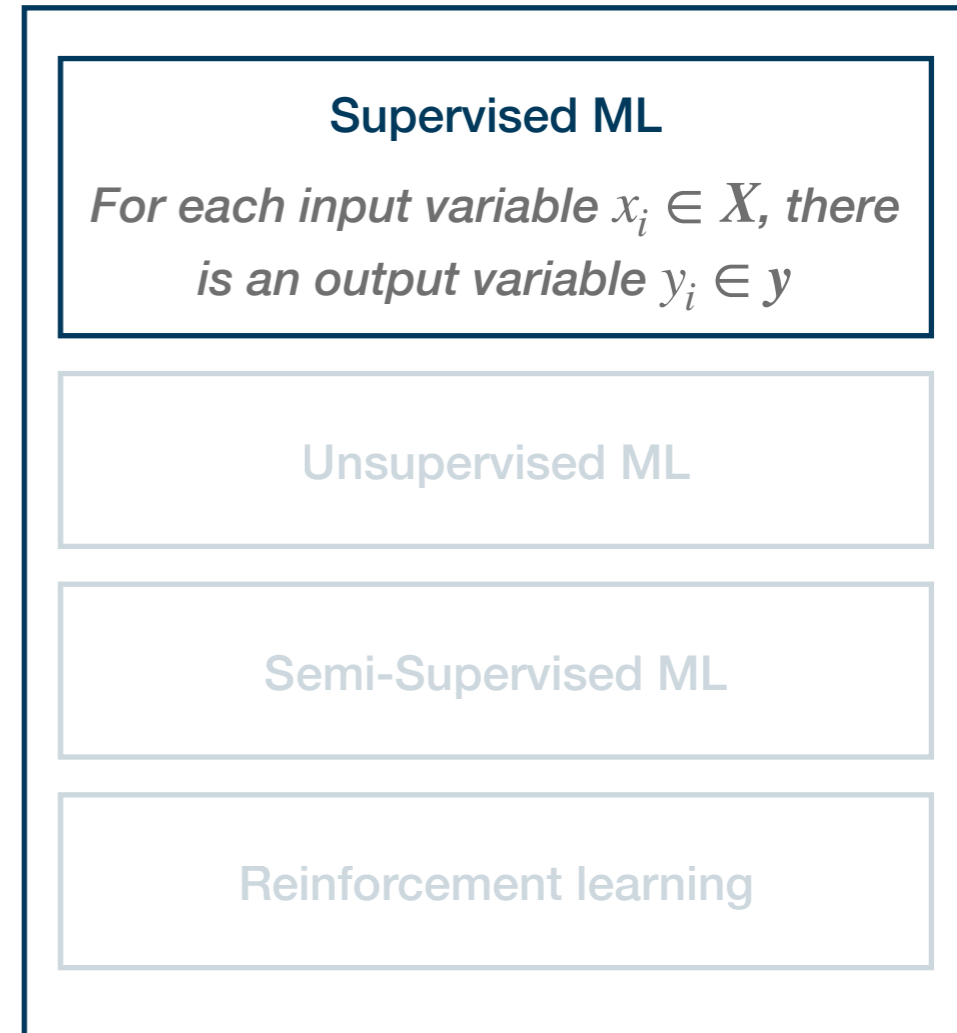 Supervised ML
For each input variable xᵢ ∈ X, there
is an output variable yᵢ ∈ y
Unsupervised ML
Semi-Supervised ML
Reinforcement learning